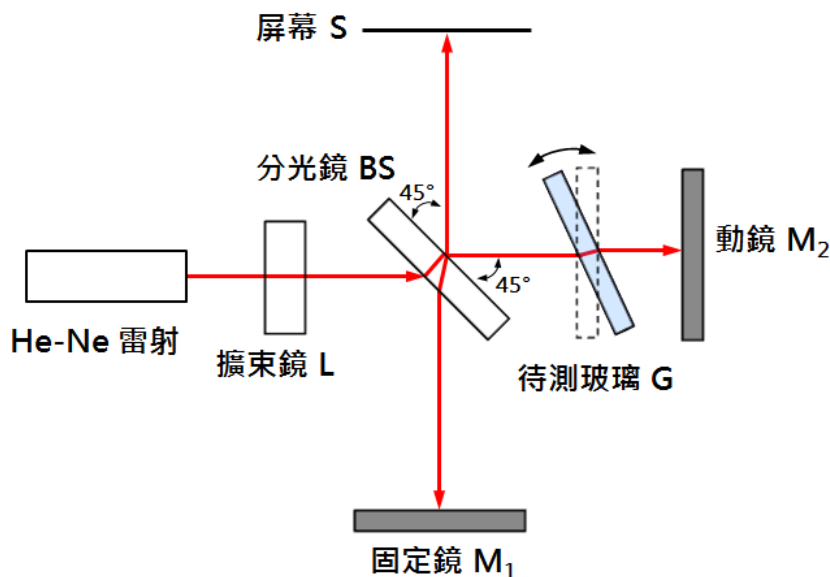 屏幕 S
分光鏡 BS
45°
45°
動鏡 M₂
He-Ne 雷射
擴束鏡 L
待測玻璃 G
固定鏡 M₁